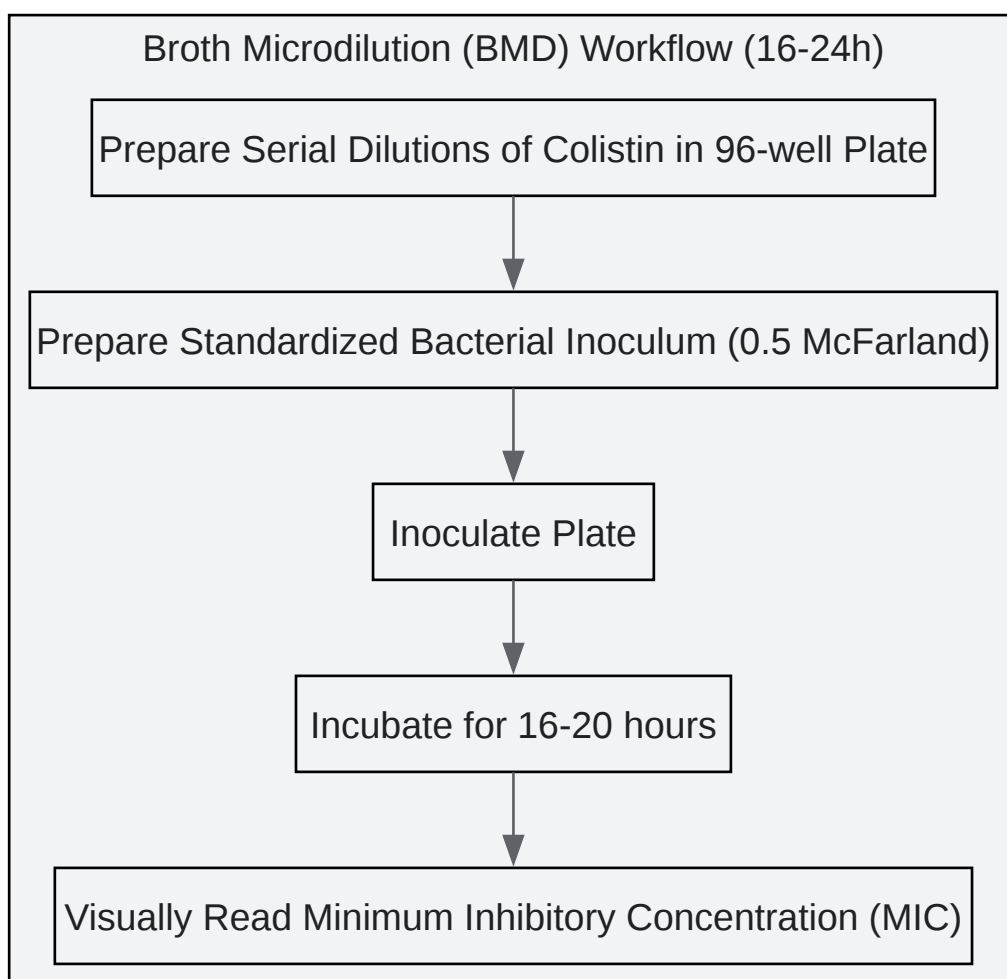 Broth Microdilution (BMD) Workflow (16-24h)
Prepare Serial Dilutions of Colistin in 96-well Plate
Prepare Standardized Bacterial Inoculum (0.5 McFarland)
Inoculate Plate
Incubate for 16-20 hours
Visually Read Minimum Inhibitory Concentration (MIC)